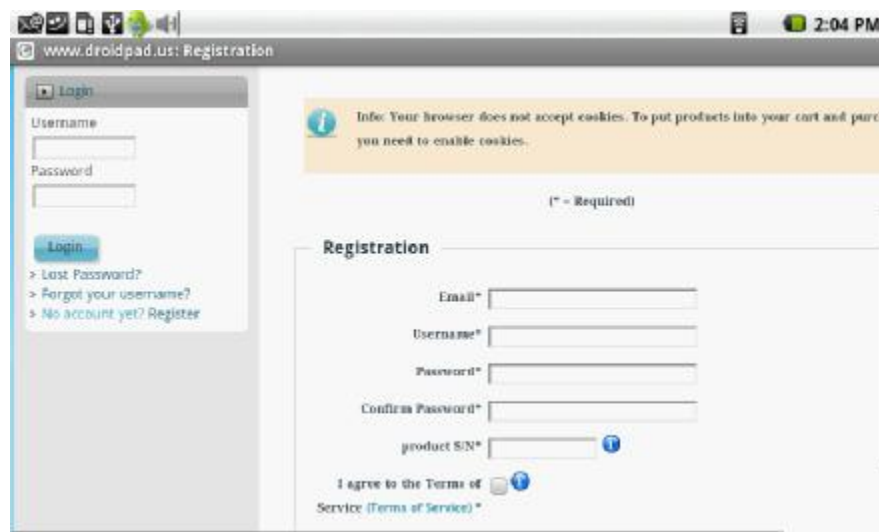 2:04 PM
www.droidpad.us: Registration
Login
Username
Password
Login
> Lost Password?
> Forgot your username?
> No account yet? Register
Info: Your browser does not accept cookies. To put products into your cart and purc
you need to enable cookies.
(* = Required)
Registration
Email*
Username*
Password*
Confirm Password*
product S/N*
I agree to the Terms of
Service (Terms of Service) *